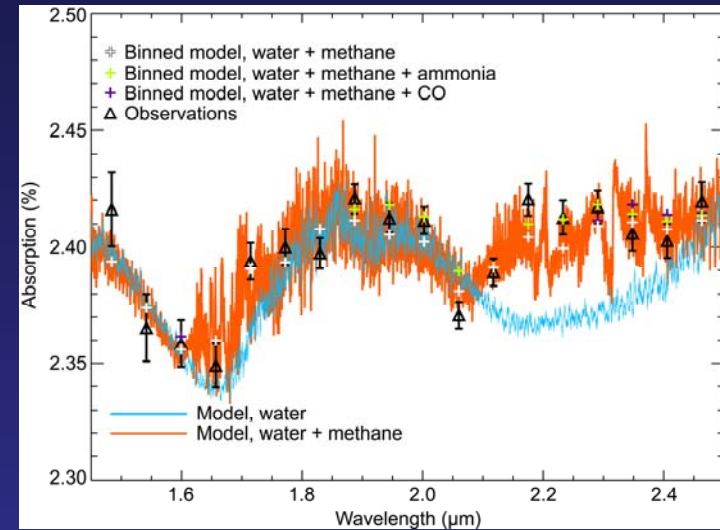 2.50
Binned model, water + methane
Binned model, water + methane + ammonia
Binned model, water + methane + CO
Observations
2.45
Absorption (%)
2.40
2.35
Model, water
Model, water + methane
2.30
1.6 1.8 2.0 2.2 2.4
Wavelength (µm)